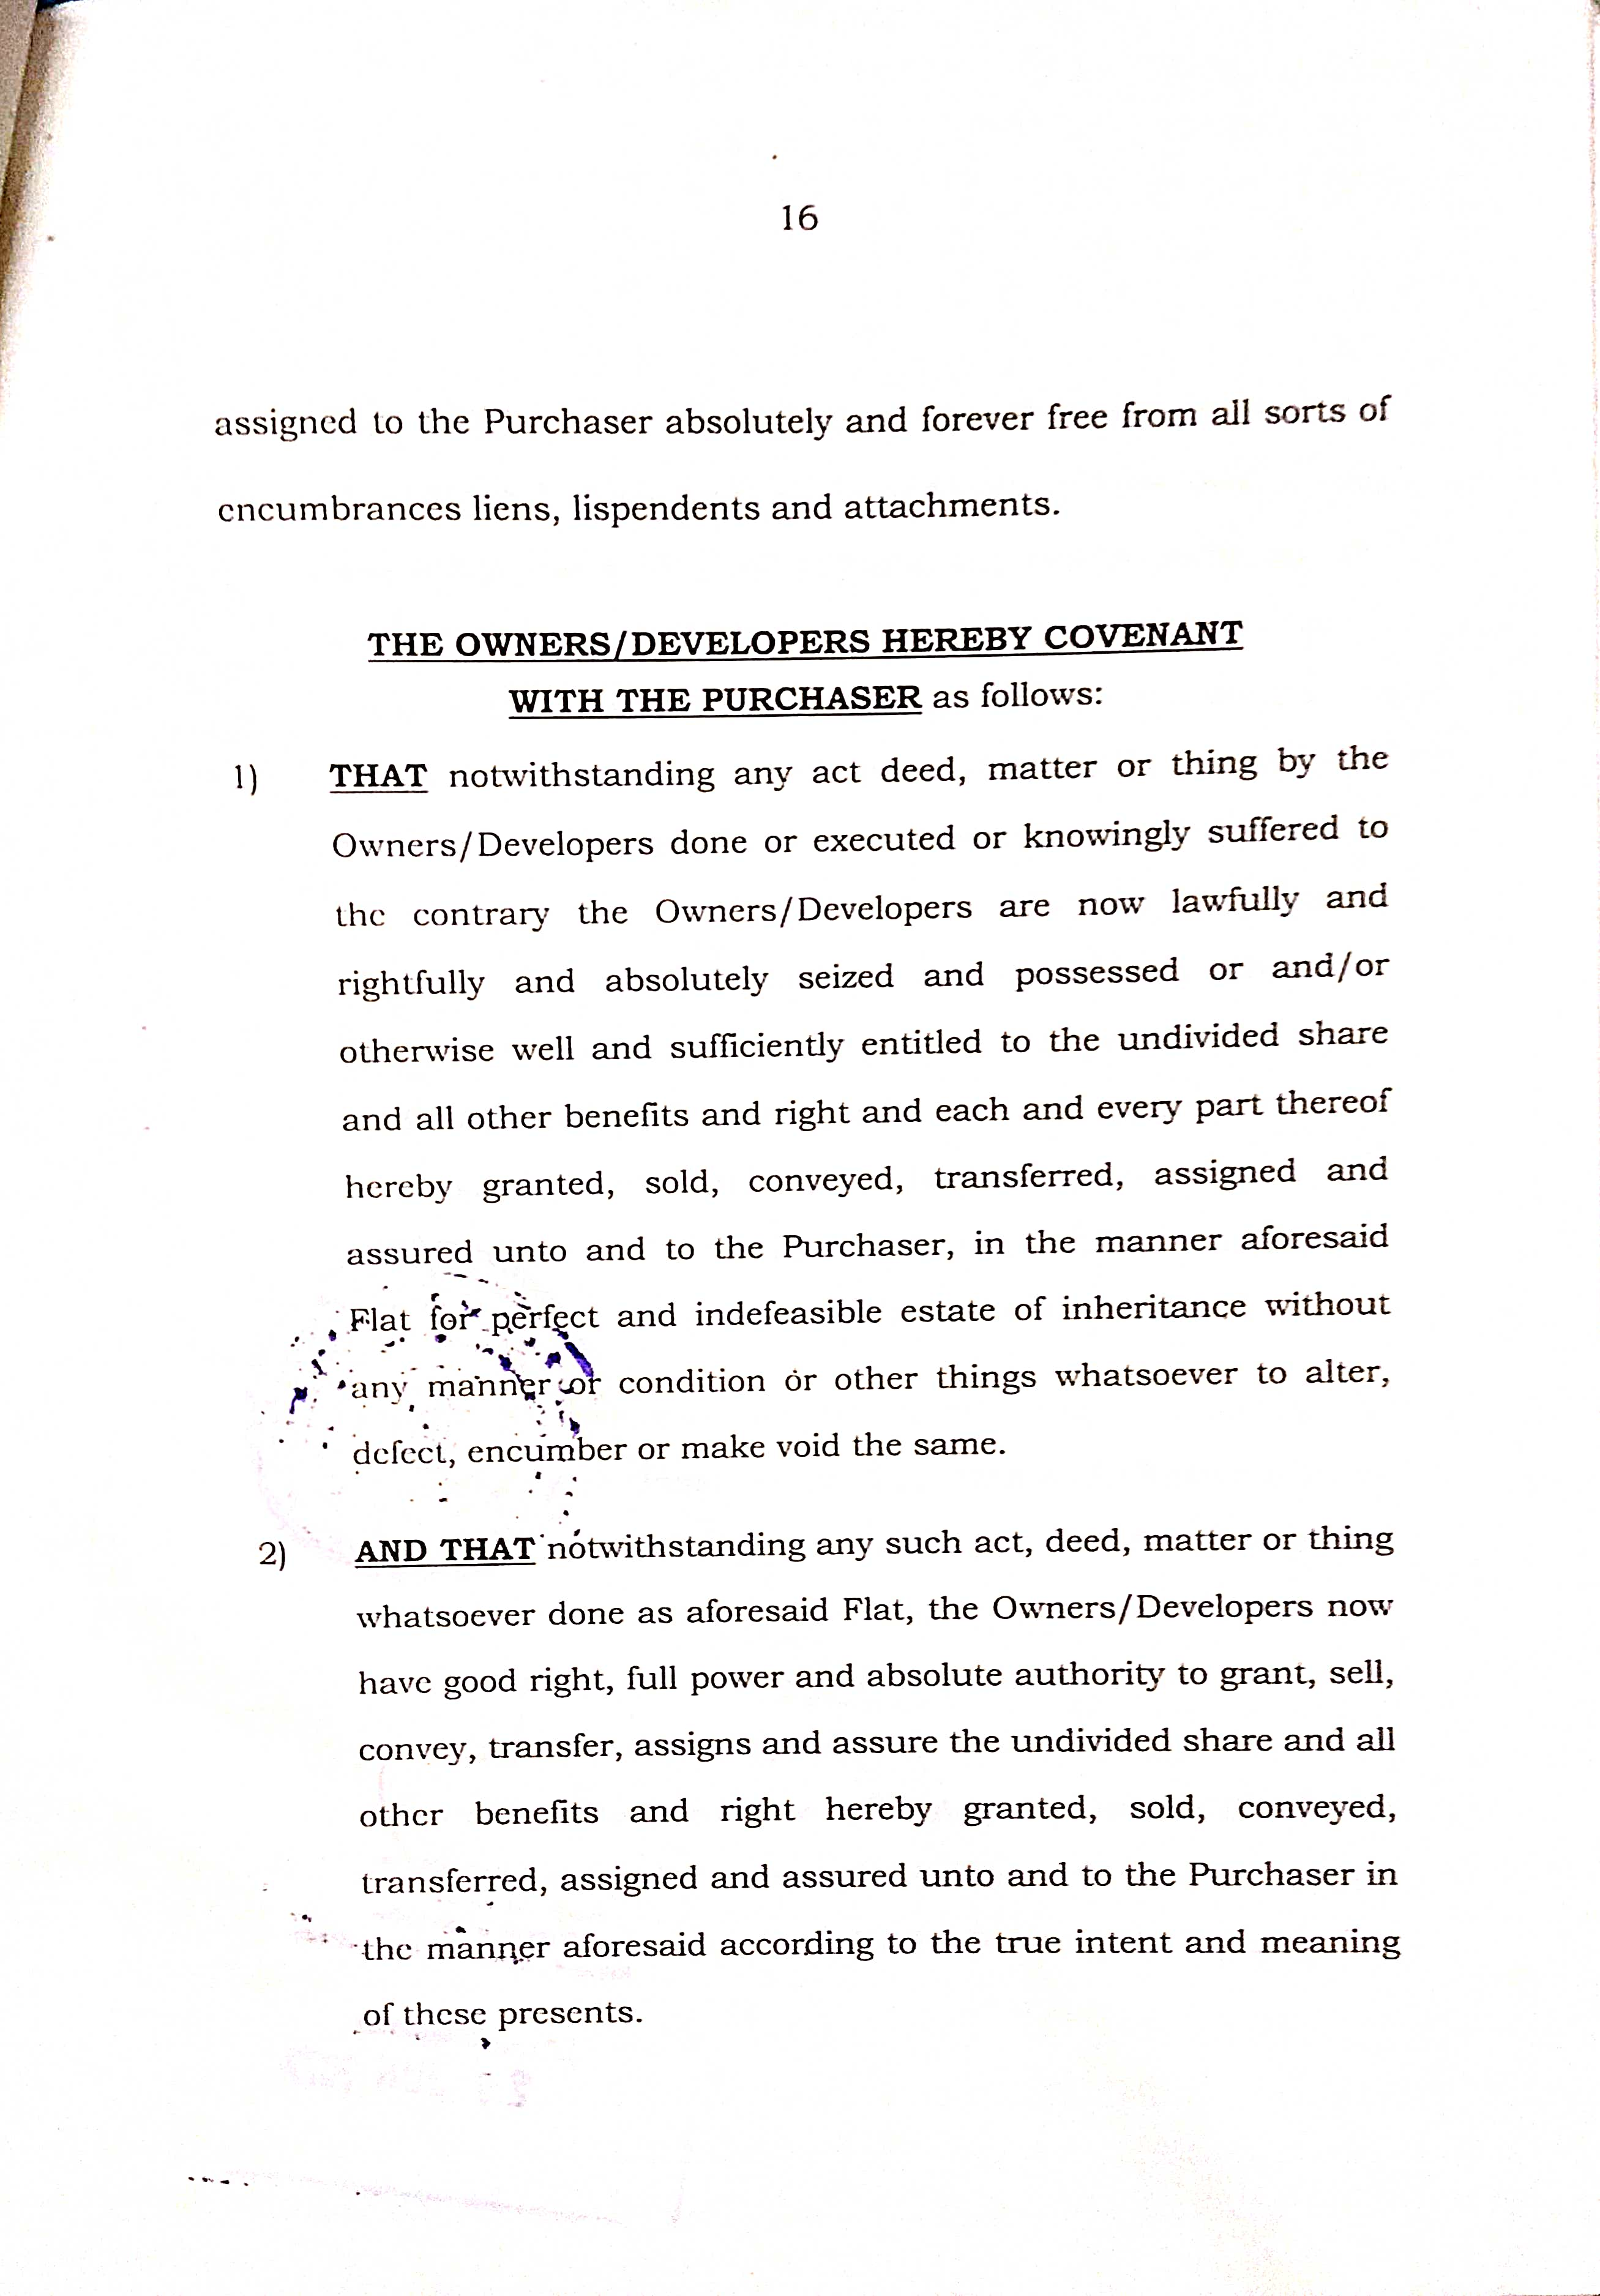 16
assigned to the Purchaser absolutely and forever free from all sorts of
encumbrances liens, lispendents and attachments.
THE OWNERS/DEVELOPERS HEREBY COVENANT
WITH THE PURCHASER as follows:
1) THAT notwithstanding any act deed, matter or thing by the
Owners/Developers done or executed or knowingly suffered to
the contrary the Owners/Developers are now lawfully and
rightfully and absolutely seized and possessed or and/or
otherwise well and sufficiently entitled to the undivided share
and all other benefits and right and each and every part thereof
hereby granted, sold, conveyed, transferred, assigned and
assured unto and to the Purchaser, in the manner aforesaid
Flat for perfect and indefeasible estate of inheritance without
any manner or condition or other things whatsoever to alter,
defect, encumber or make void the same.
2) AND THAT notwithstanding any such act, deed, matter or thing
whatsoever done as aforesaid Flat, the Owners/Developers now
have good right, full power and absolute authority to grant, sell,
convey, transfer, assigns and assure the undivided share and all
other benefits and right hereby granted, sold, conveyed,
transferred, assigned and assured unto and to the Purchaser in
the manner aforesaid according to the true intent and meaning
of these presents.